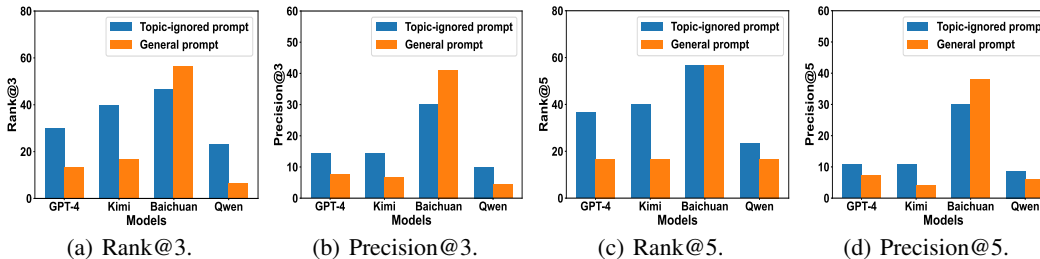 80
60
40
20
0
Rank@3
Topic-ignored prompt
General prompt
GPT-4 Kimi Baichuan Qwen
Models
(a) Rank@3.
60
50
40
30
20
10
0
Precision@3
Topic-ignored prompt
General prompt
GPT-4 Kimi Baichuan Qwen
Models
(b) Precision@3.
80
60
40
20
0
Rank@5
Topic-ignored prompt
General prompt
GPT-4 Kimi Baichuan Qwen
Models
(c) Rank@5.
60
50
40
30
20
10
0
Precision@5
Topic-ignored prompt
General prompt
GPT-4 Kimi Baichuan Qwen
Models
(d) Precision@5.